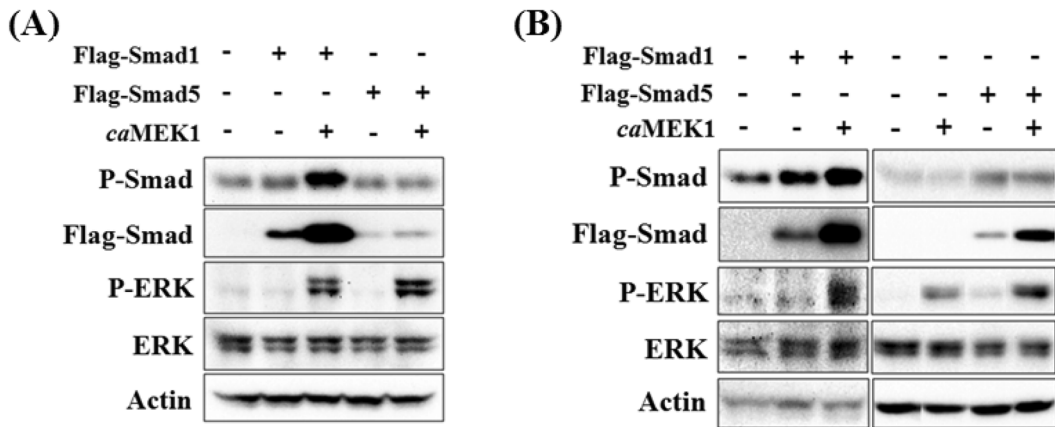 (A)
Flag-Smad1 - + + - -
Flag-Smad5 - - - + +
caMEK1 - - + - +
P-Smad
Flag-Smad
P-ERK
ERK
Actin
(B)
Flag-Smad1 - + + - - - -
Flag-Smad5 - - - - - + +
caMEK1 - - + - + - +
P-Smad
Flag-Smad
P-ERK
ERK
Actin